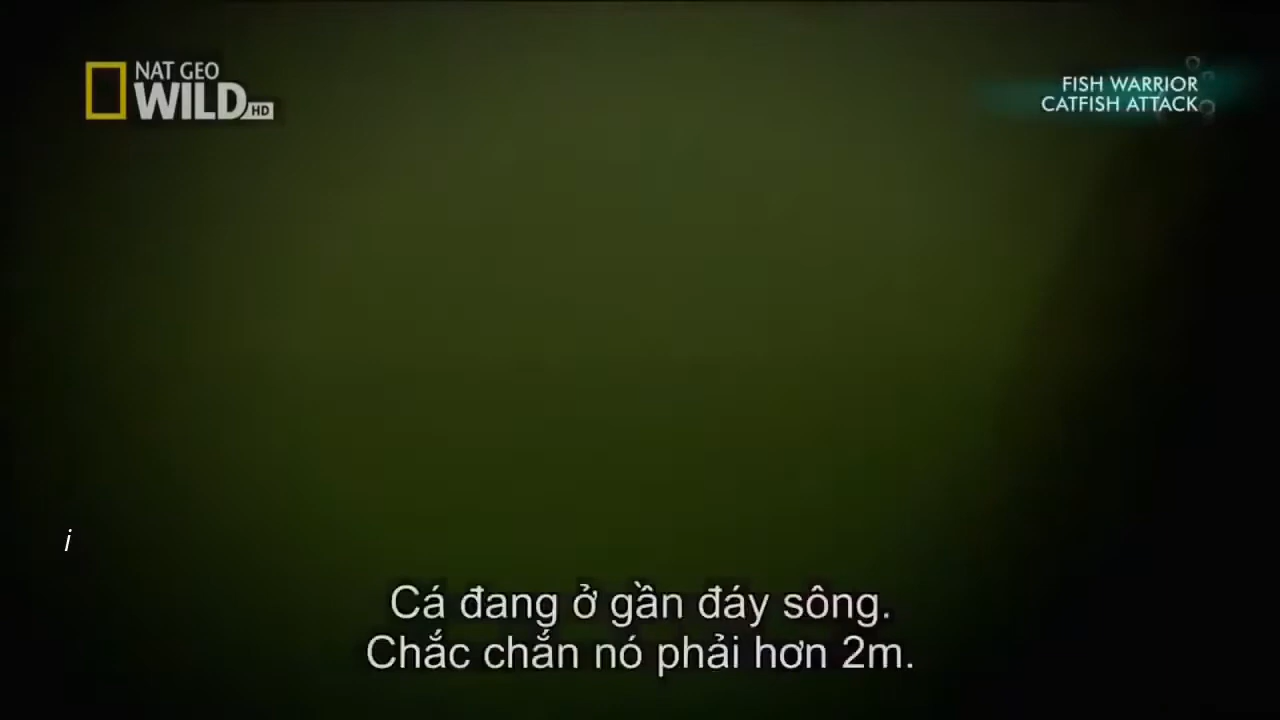 NAT GEO
WILD HD
FISH WARRIOR
CATFISH ATTACK
i
Cá đang ở gần đáy sông.
Chắc chắn nó phải hơn 2m.